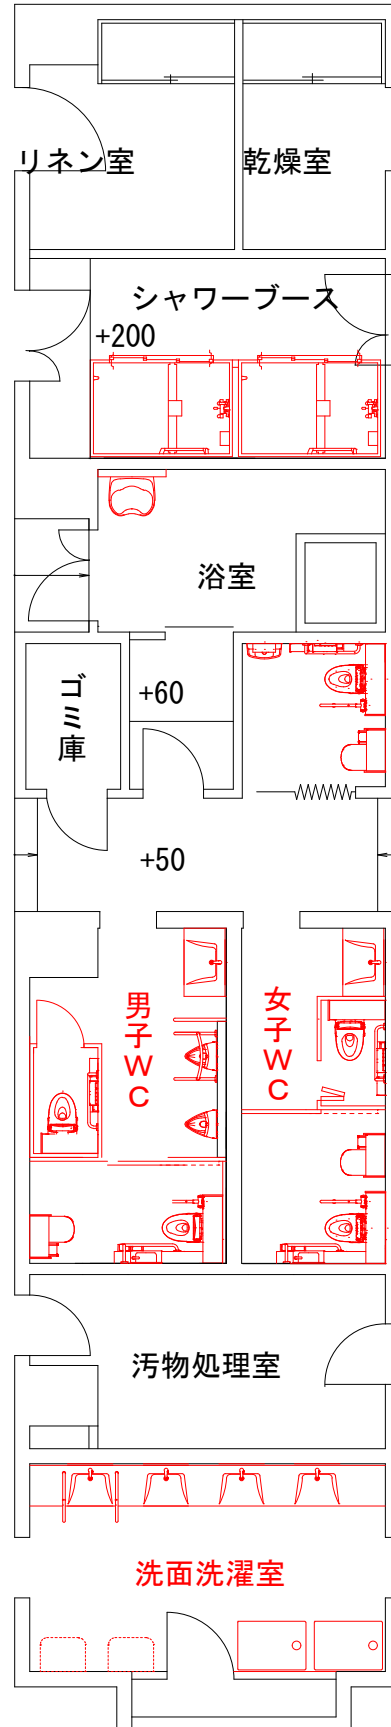 リネン室
乾燥室
シャワーブース
+200
浴室
ゴミ庫
+60
+50
男子WC
女子WC
汚物処理室
洗面洗濯室